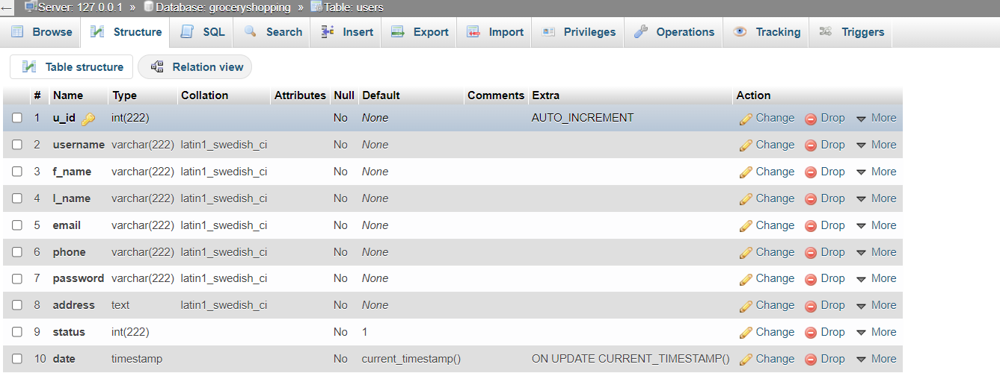 ← Server: 127.0.0.1 » Database: groceryshopping » Table: users
Browse Structure SQL Search Insert Export Import Privileges Operations Tracking Triggers
Table structure Relation view
# Name Type Collation Attributes Null Default Comments Extra Action
1 u_id int(222) No None AUTO_INCREMENT Change Drop More
2 username varchar(222) latin1_swedish_ci No None Change Drop More
3 f_name varchar(222) latin1_swedish_ci No None Change Drop More
4 l_name varchar(222) latin1_swedish_ci No None Change Drop More
5 email varchar(222) latin1_swedish_ci No None Change Drop More
6 phone varchar(222) latin1_swedish_ci No None Change Drop More
7 password varchar(222) latin1_swedish_ci No None Change Drop More
8 address text latin1_swedish_ci No None Change Drop More
9 status int(222) No 1 Change Drop More
10 date timestamp No current_timestamp() ON UPDATE CURRENT_TIMESTAMP() Change Drop More